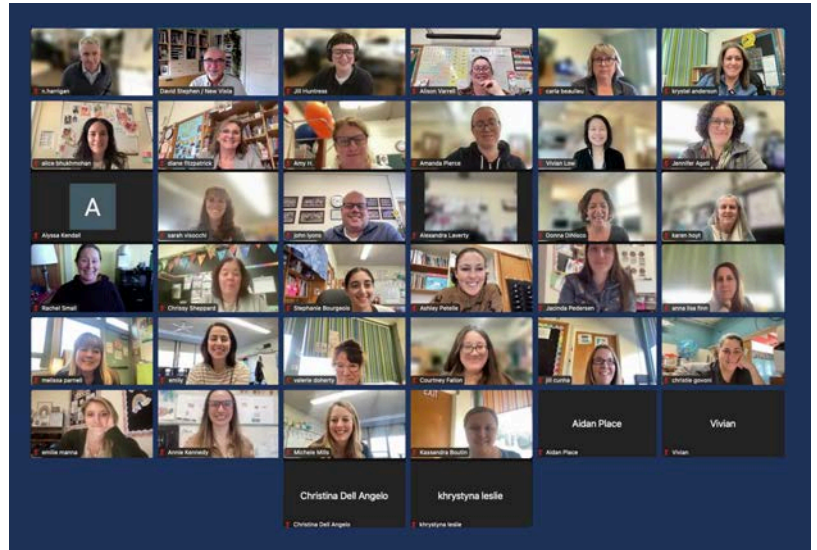 n.harrigan
David Stephen / New Vista
Jill Huntress
Alison Varrell
carla beaulieu
krystel anderson
alice bhukhmohan
diane fitzpatrick
Amy H.
Amanda Pierce
Vivian Low
Jennifer Agati
A
Alyssa Kendall
sarah visocchi
john lyons
Alexandra Laverty
Donna DiNisco
karen hoyt
Rachel Small
Chrissy Sheppard
Stephanie Bourgeois
Ashley Petelle
Jacinda Pedersen
anna lisa finn
melissa parnell
emily
valerie doherty
Courtney Fallon
jill cunha
christie govoni
emilie manna
Annie Kennedy
Michele Mills
Kassandra Boutin
Aidan Place
Aidan Place
Vivian
Vivian
Christina Dell Angelo
Christina Dell Angelo
khrystyna leslie
khrystyna leslie